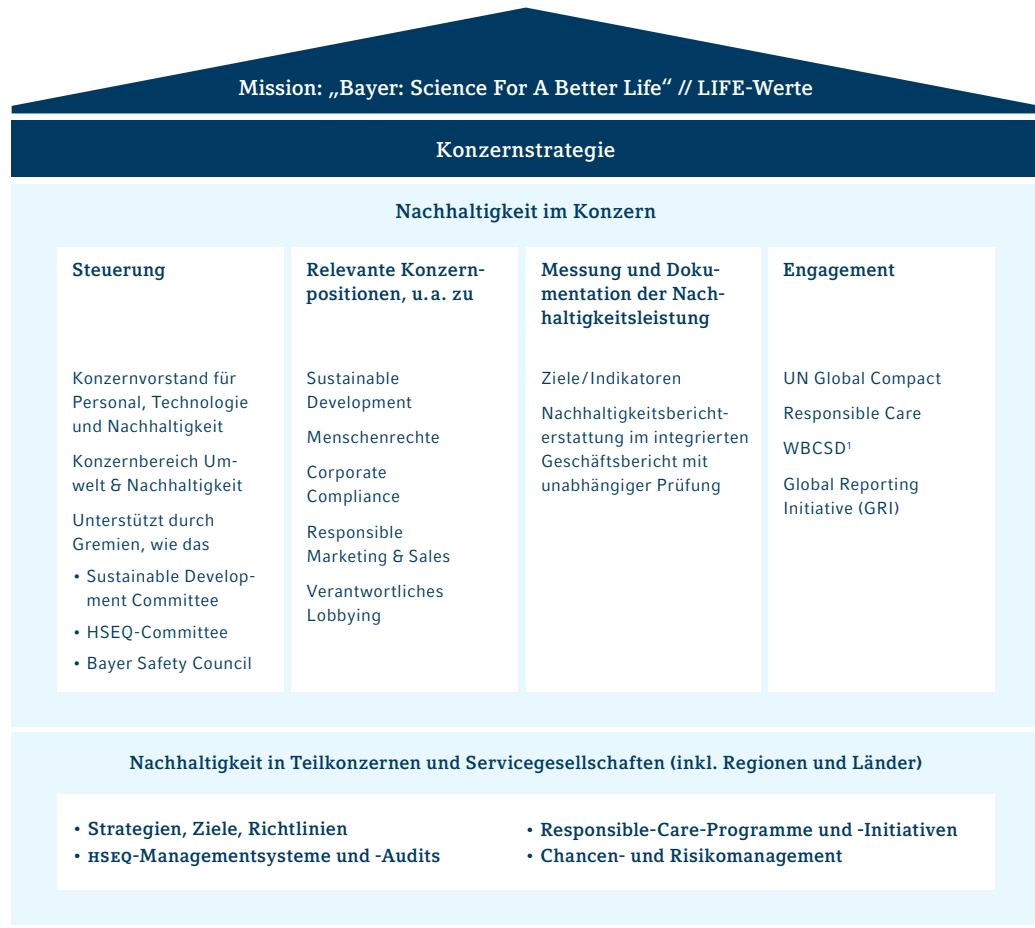 Mission: „Bayer: Science For A Better Life“ // LIFE-Werte
Konzernstrategie
Nachhaltigkeit im Konzern
Steuerung
Konzernvorstand für
Personal, Technologie
und Nachhaltigkeit
Konzernbereich Um-
welt & Nachhaltigkeit
Unterstützt durch
Gremien, wie das
• Sustainable Develop-
ment Committee
• HSEQ-Committee
• Bayer Safety Council
Relevante Konzern-
positionen, u. a. zu
Sustainable
Development
Menschenrechte
Corporate
Compliance
Responsible
Marketing & Sales
Verantwortliches
Lobbying
Messung und Doku-
mentation der Nach-
haltigkeitsleistung
Ziele/Indikatoren
Nachhaltigkeitsbericht-
erstattung im integrierten
Geschäftsbericht mit
unabhängiger Prüfung
Engagement
UN Global Compact
Responsible Care
WBCSD¹
Global Reporting
Initiative (GRI)
Nachhaltigkeit in Teilkonzernen und Servicegesellschaften (inkl. Regionen und Länder)
• Strategien, Ziele, Richtlinien
• HSEQ-Managementsysteme und -Audits
• Responsible-Care-Programme und -Initiativen
• Chancen- und Risikomanagement